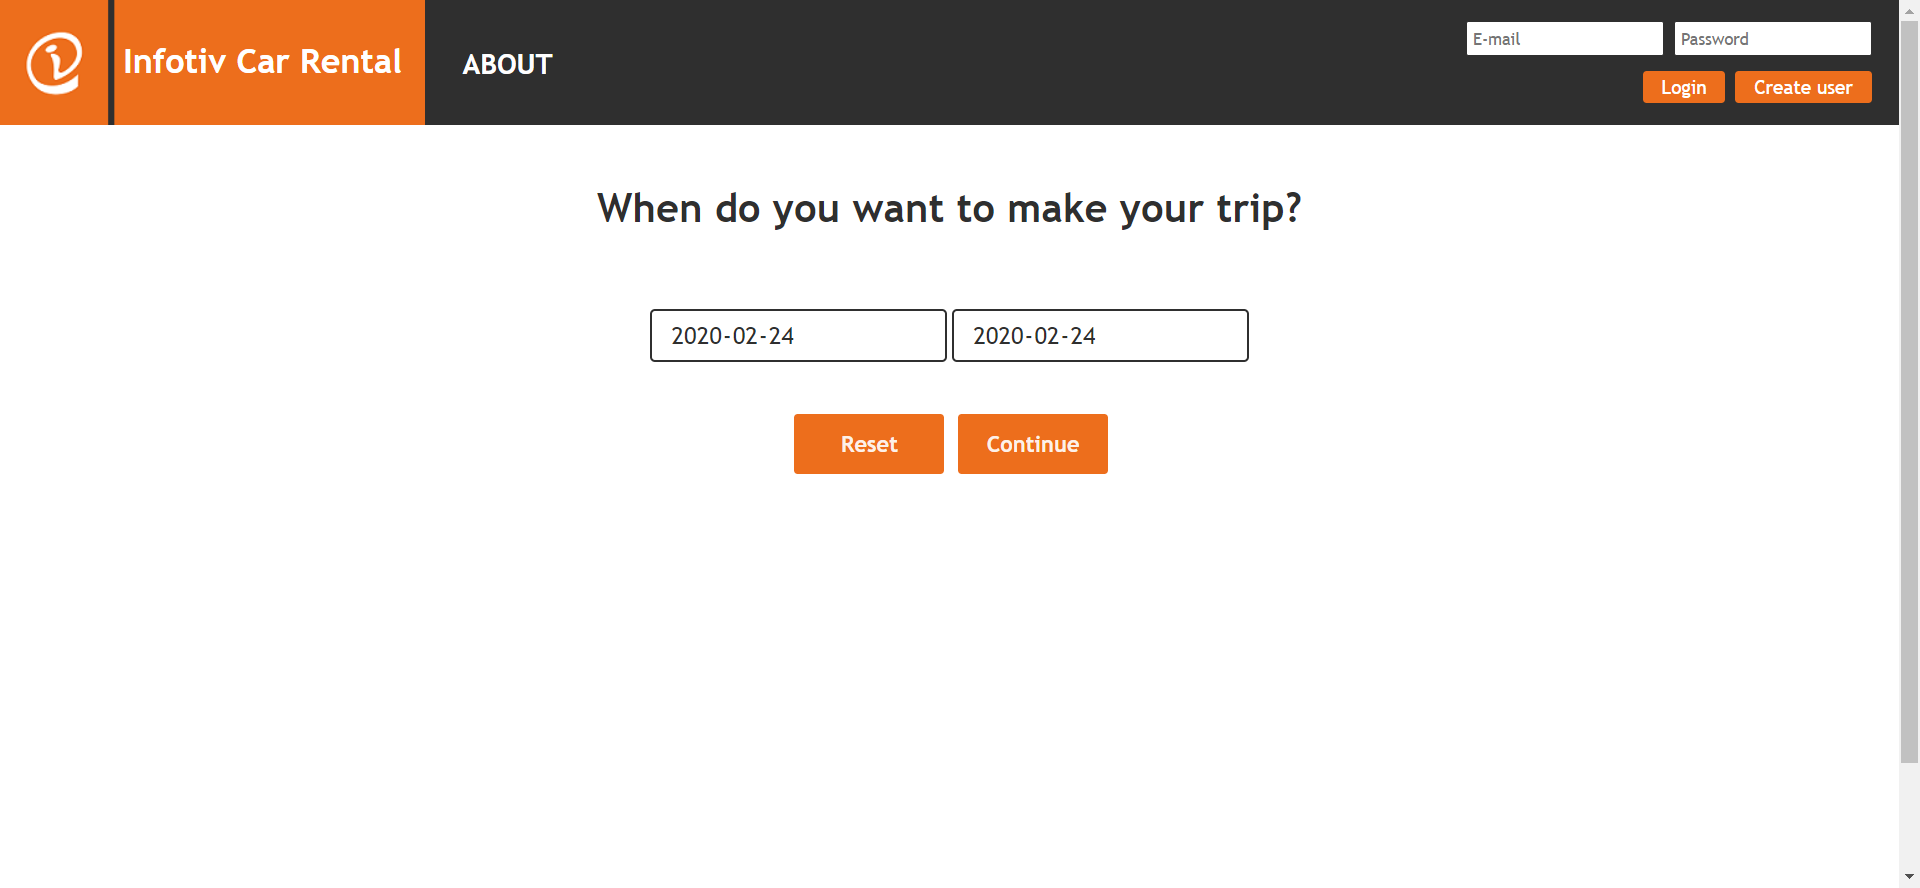 Infotiv Car Rental
ABOUT
E-mail
Password
Login
Create user
When do you want to make your trip?
2020-02-24
2020-02-24
Reset
Continue